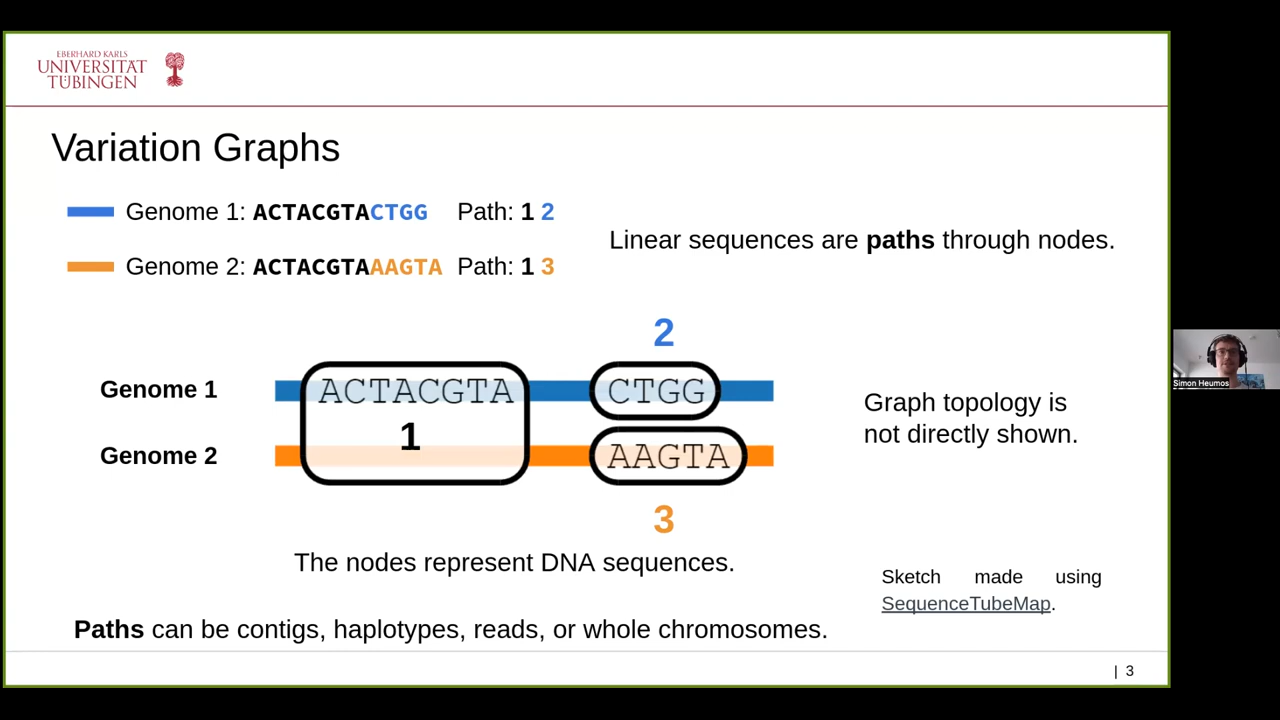 EBERHARD KARLS
UNIVERSITÄT
TÜBINGEN
Variation Graphs
Genome 1: ACTACGTACTGG Path: 1 2
Linear sequences are paths through nodes.
Genome 2: ACTACGTAAAGTA Path: 1 3
2
Genome 1 ACTACGTA CTGG
1
Graph topology is
not directly shown.
Genome 2 AAGTA
3
The nodes represent DNA sequences.
Sketch made using
SequenceTubeMap.
Paths can be contigs, haplotypes, reads, or whole chromosomes.
| 3
Simon Heumos